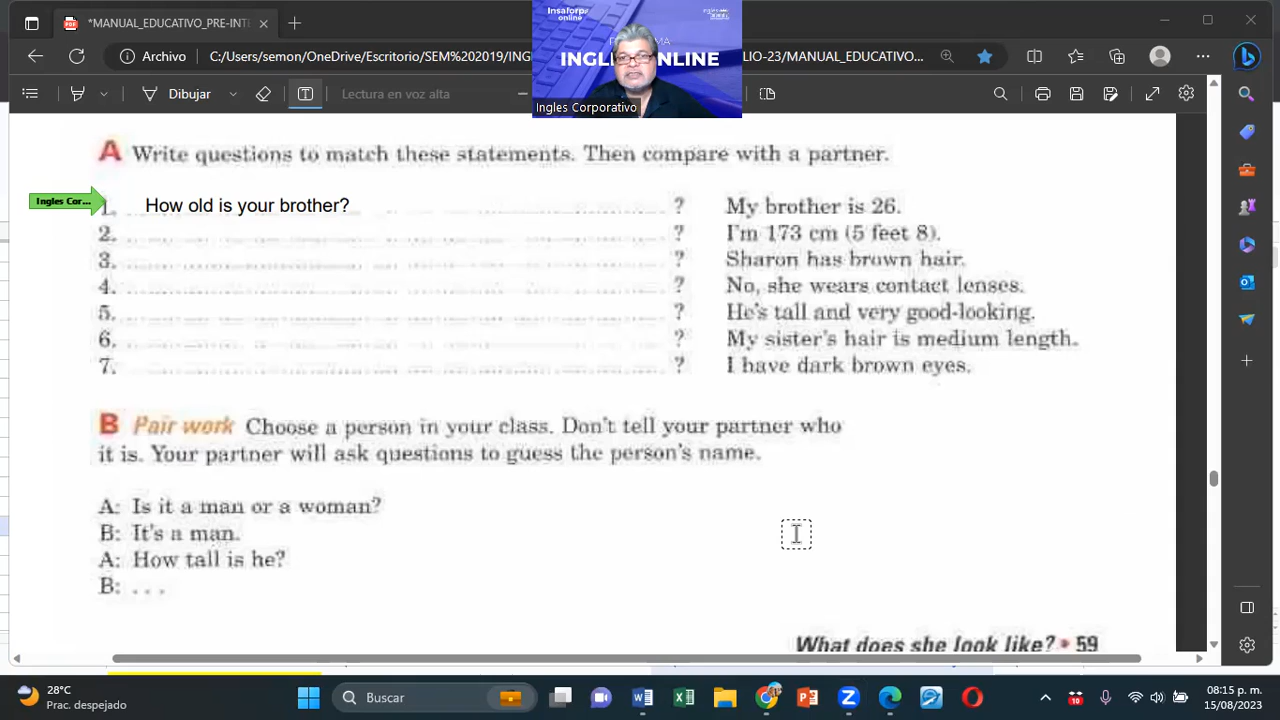 *MANUAL_EDUCATIVO_PRE-INT
Insaforp
online
INGL
NLINE
Ingles Corporativo
Archivo
C:/Users/semon/OneDrive
scritorio/SEM %202019/ING
LIO-23/MANUAL_EDUCATIVO...
Dibujar
Lectura en voz alta
A Write questions to match these statements. Then compare with a partner.
Ingles Cor...
1. How old is your brother? ? My brother is 26.
2. ? I'm 173 cm (5 feet 8).
3. ? Sharon has brown hair.
4. ? No, she wears contact lenses.
5. ? He's tall and very good-looking.
6. ? My sister's hair is medium length.
7. ? I have dark brown eyes.
B Pair work Choose a person in your class. Don't tell your partner who
it is. Your partner will ask questions to guess the person's name.
A: Is it a man or a woman?
B: It's a man.
A: How tall is he?
B: . . .
What does she look like? • 59
28°C
Prac. despejado
Buscar
10
08:15 p. m.
15/08/2023